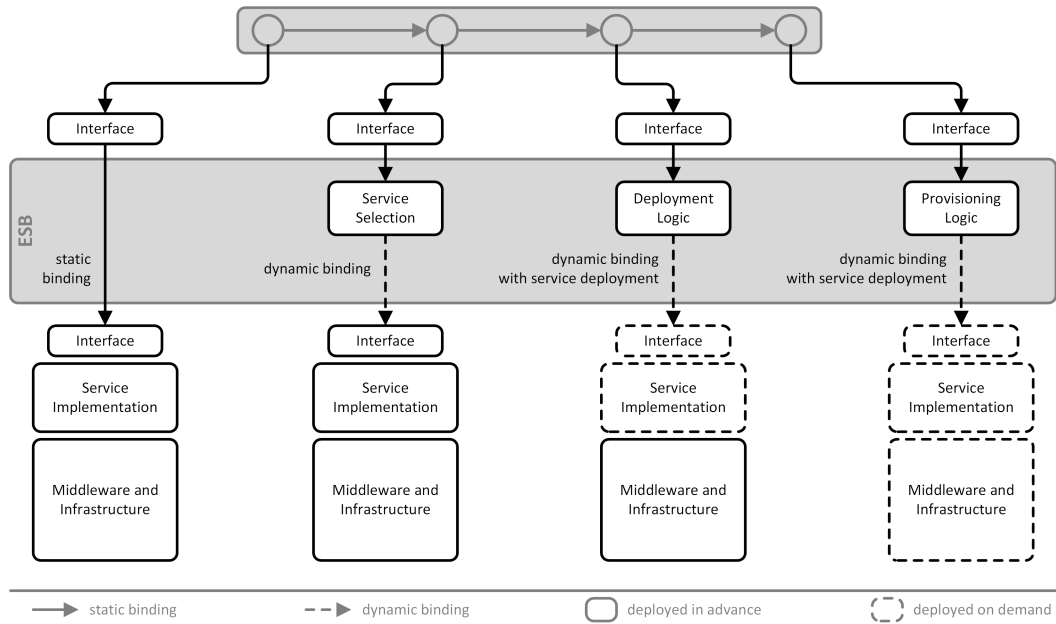 Interface
Interface
Interface
Interface
ESB
Service
Selection
Deployment
Logic
Provisioning
Logic
static
binding
dynamic binding
dynamic binding
with service deployment
dynamic binding
with service deployment
Interface
Interface
Interface
Interface
Service
Implementation
Service
Implementation
Service
Implementation
Service
Implementation
Middleware and
Infrastructure
Middleware and
Infrastructure
Middleware and
Infrastructure
Middleware and
Infrastructure
static binding
dynamic binding
deployed in advance
deployed on demand